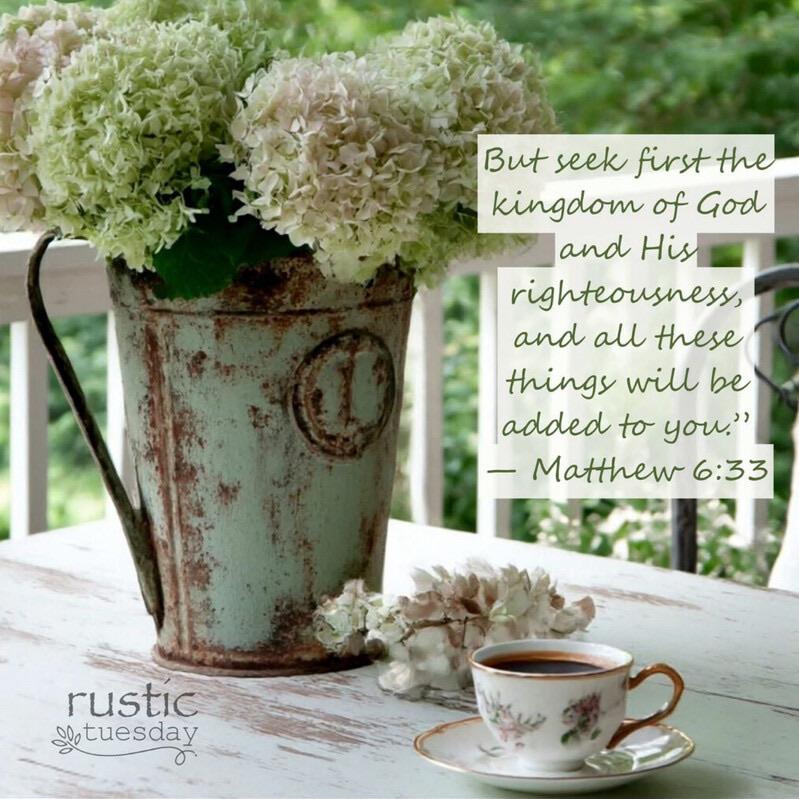 But seek first the
kingdom of God
and His
righteousness,
and all these
things will be
added to you.”
— Matthew 6:33
1
rustic
tuesday